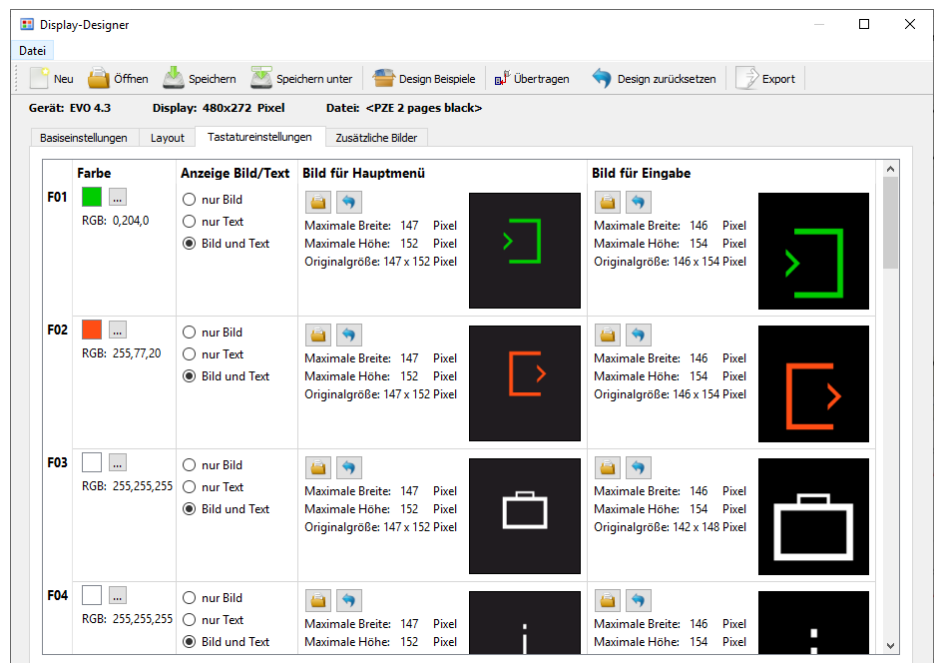 Display-Designer
Datei
Neu Öffnen Speichern Speichern unter Design Beispiele Übertragen Design zurücksetzen Export
Gerät: EVO 4.3 Display: 480x272 Pixel Datei: <PZE 2 pages black>
Basiseinstellungen Layout Tastatureinstellungen Zusätzliche Bilder
Farbe Anzeige Bild/Text Bild für Hauptmenü Bild für Eingabe
F01 ... nur Bild
RGB: 0,204,0 nur Text Maximale Breite: 147 Pixel Maximale Breite: 146 Pixel
Bild und Text Maximale Höhe: 152 Pixel Maximale Höhe: 154 Pixel
Originalgröße: 147 x 152 Pixel Originalgröße: 146 x 154 Pixel
F02 ... nur Bild
RGB: 255,77,20 nur Text Maximale Breite: 147 Pixel Maximale Breite: 146 Pixel
Bild und Text Maximale Höhe: 152 Pixel Maximale Höhe: 154 Pixel
Originalgröße: 147 x 152 Pixel Originalgröße: 146 x 154 Pixel
F03 ... nur Bild
RGB: 255,255,255 nur Text Maximale Breite: 147 Pixel Maximale Breite: 146 Pixel
Bild und Text Maximale Höhe: 152 Pixel Maximale Höhe: 154 Pixel
Originalgröße: 147 x 152 Pixel Originalgröße: 142 x 148 Pixel
F04 ... nur Bild
RGB: 255,255,255 nur Text Maximale Breite: 147 Pixel Maximale Breite: 146 Pixel
Bild und Text Maximale Höhe: 152 Pixel Maximale Höhe: 154 Pixel